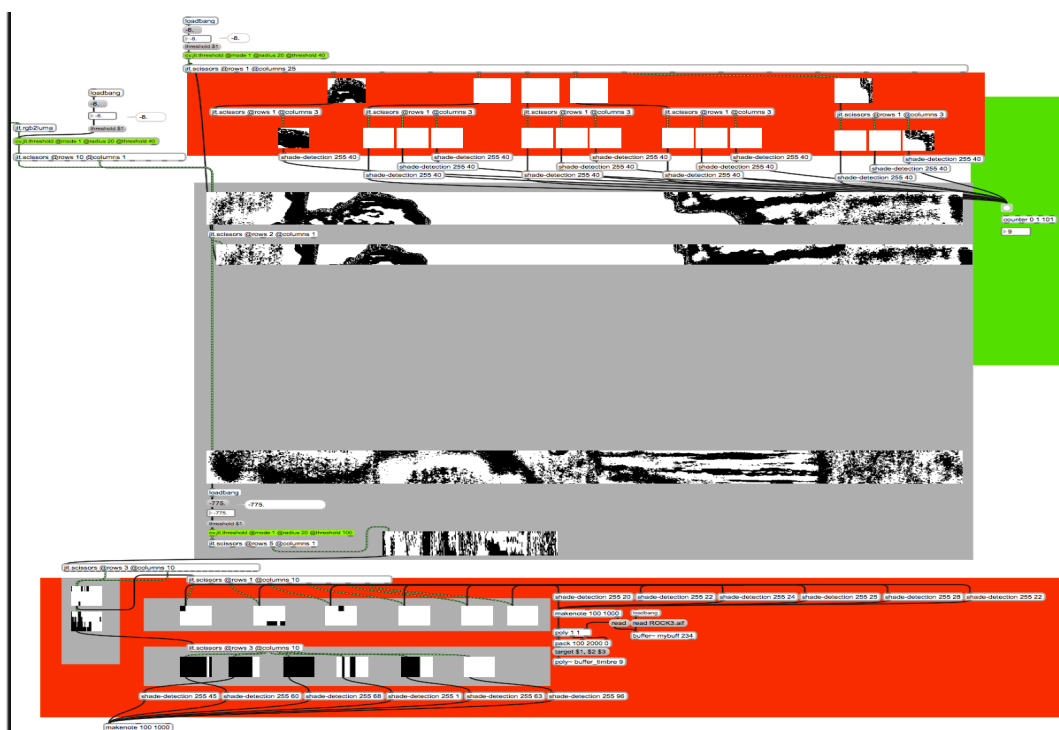 loadbang
-6.
-6.
-6.
threshold $1
cv.jit.threshold @mode 1 @radius 20 @threshold 40
jit.scissors @rows 1 @columns 25
loadbang
-6.
-6.
-6.
threshold $1
jit.rgb2luma
cv.jit.threshold @mode 1 @radius 20 @threshold 40
jit.scissors @rows 10 @columns 1
jit.scissors @rows 1 @columns 3
jit.scissors @rows 1 @columns 3
jit.scissors @rows 1 @columns 3
jit.scissors @rows 1 @columns 3
jit.scissors @rows 1 @columns 3
shade-detection 255 40
shade-detection 255 40
shade-detection 255 40
shade-detection 255 40
shade-detection 255 40
shade-detection 255 40
shade-detection 255 40
shade-detection 255 40
shade-detection 255 40
shade-detection 255 40
shade-detection 255 40
shade-detection 255 40
shade-detection 255 40
counter 0 1 101
9
jit.scissors @rows 2 @columns 1
loadbang
-775.
-775.
-775.
threshold $1
cv.jit.threshold @mode 1 @radius 20 @threshold 100
jit.scissors @rows 5 @columns 1
jit.scissors @rows 3 @columns 10
jit.scissors @rows 1 @columns 10
shade-detection 255 20
shade-detection 255 22
shade-detection 255 24
shade-detection 255 25
shade-detection 255 28
shade-detection 255 22
makenote 100 1000
loadbang
read
read ROCK3.aif
poly 1 1
buffer~ mybuff 234
pack 100 2000 0
jit.scissors @rows 3 @columns 10
target $1, $2 $3
poly~ buffer_timbre 9
shade-detection 255 45
shade-detection 255 60
shade-detection 255 68
shade-detection 255 1
shade-detection 255 63
shade-detection 255 96
makenote 100 1000